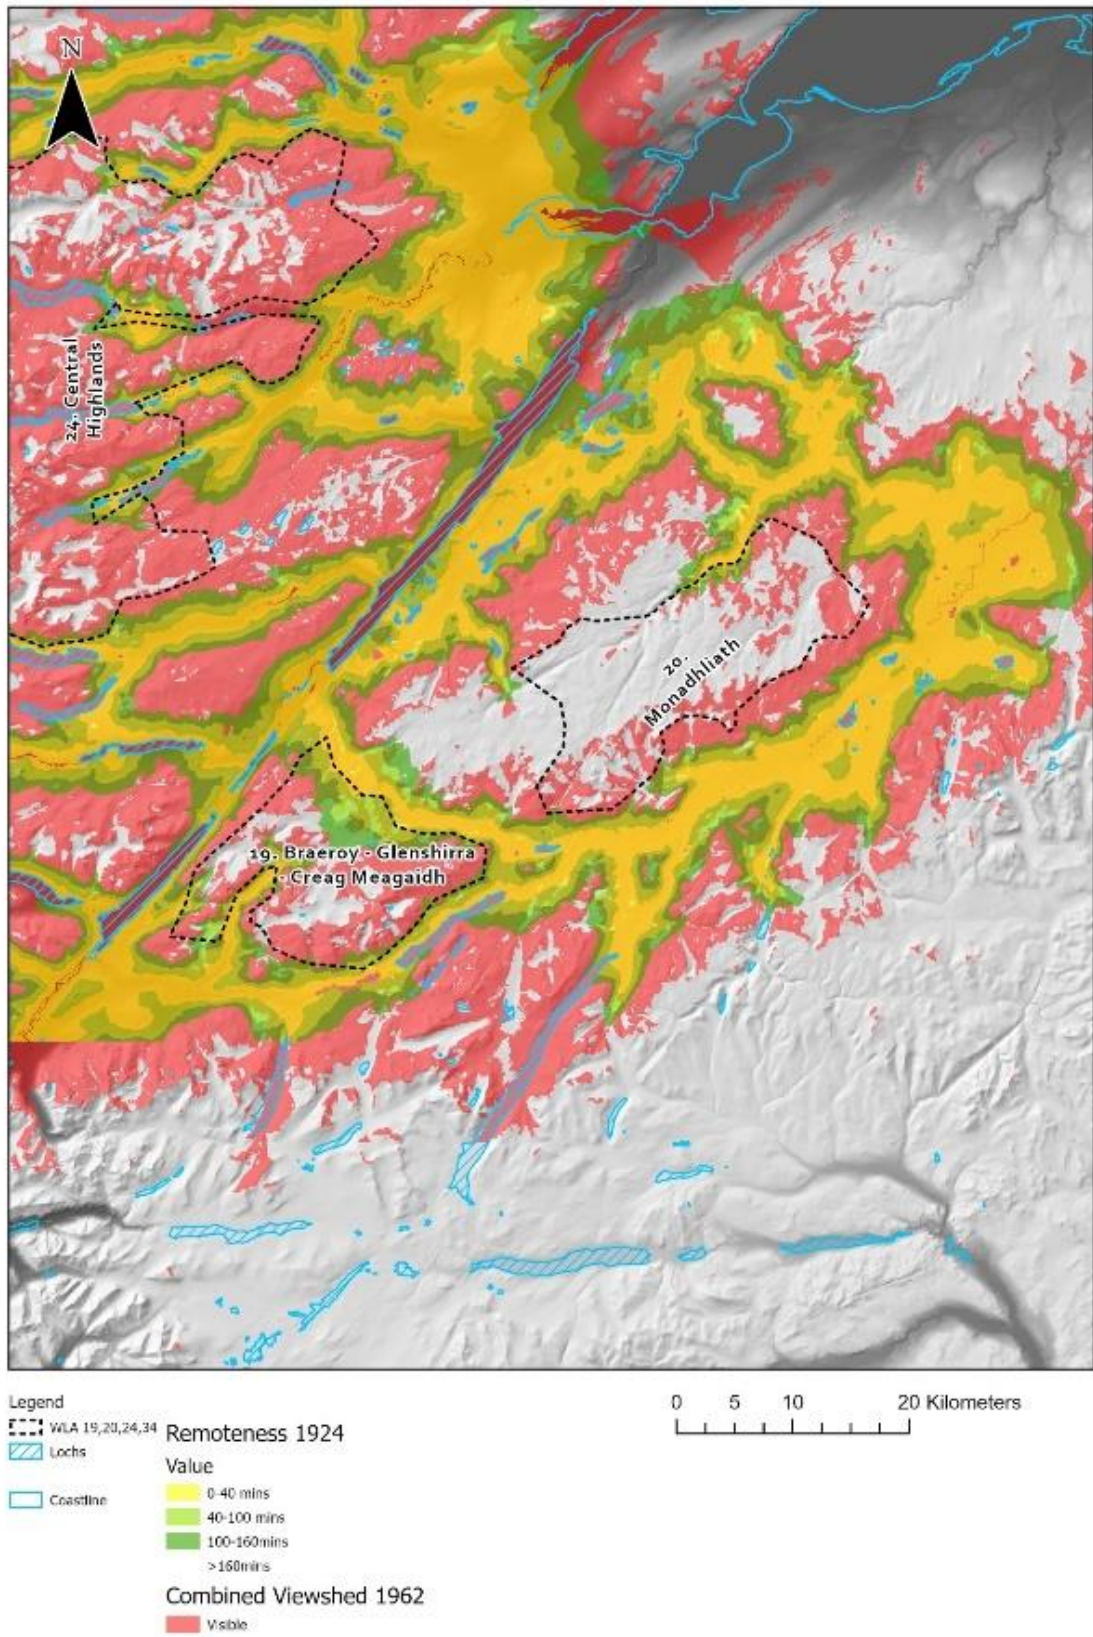 N
24. Central
Highlands
20.
Monadhliath
19. Braeroy - Glenshirra
- Creag Meagaidh
Legend
WLA 19,20,24,34
Lochs
Coastline
Remoteness 1924
Value
0-40 mins
40-100 mins
100-160mins
>160mins
Combined Viewshed 1962
Visible
0 5 10 20 Kilometers